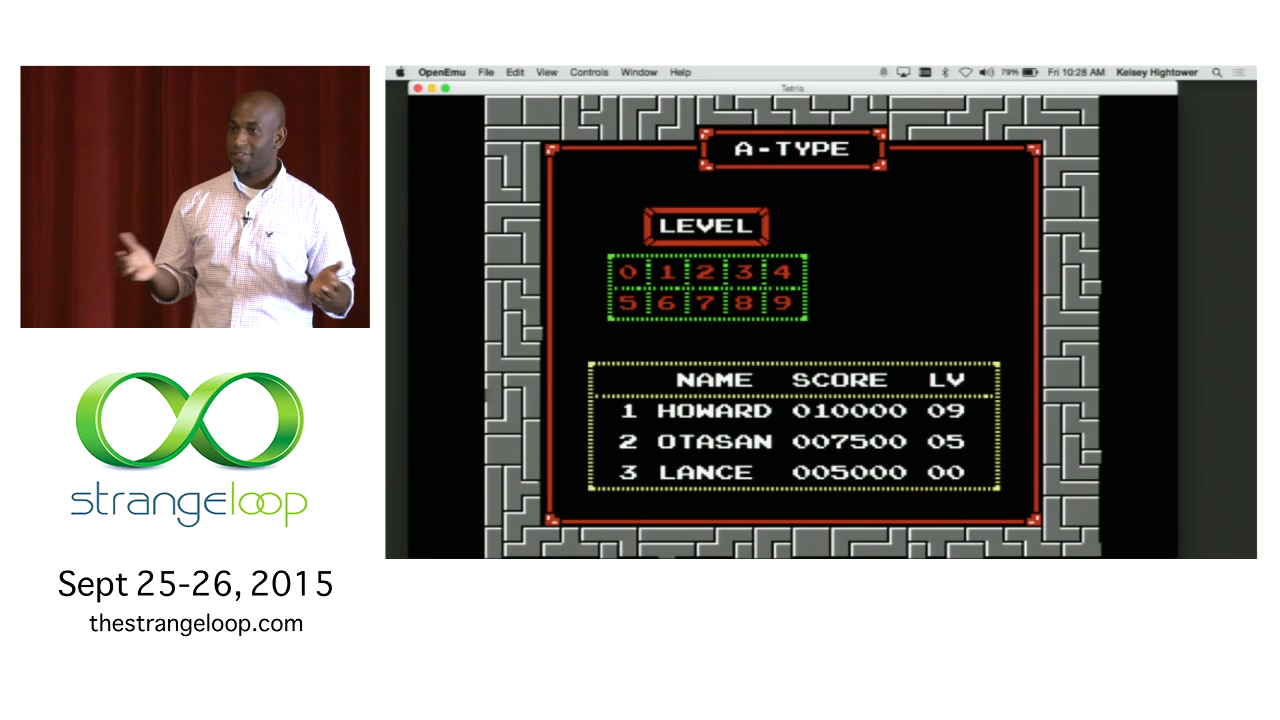 OpenEmu File Edit View Controls Window Help 79% Fri 10:28 AM Kelsey Hightower
Tetris
A-TYPE
LEVEL
0 1 2 3 4
5 6 7 8 9
NAME SCORE LV
1 HOWARD 010000 09
2 OTASAN 007500 05
3 LANCE 005000 00
strangeloop
Sept 25-26, 2015
thestrangeloop.com